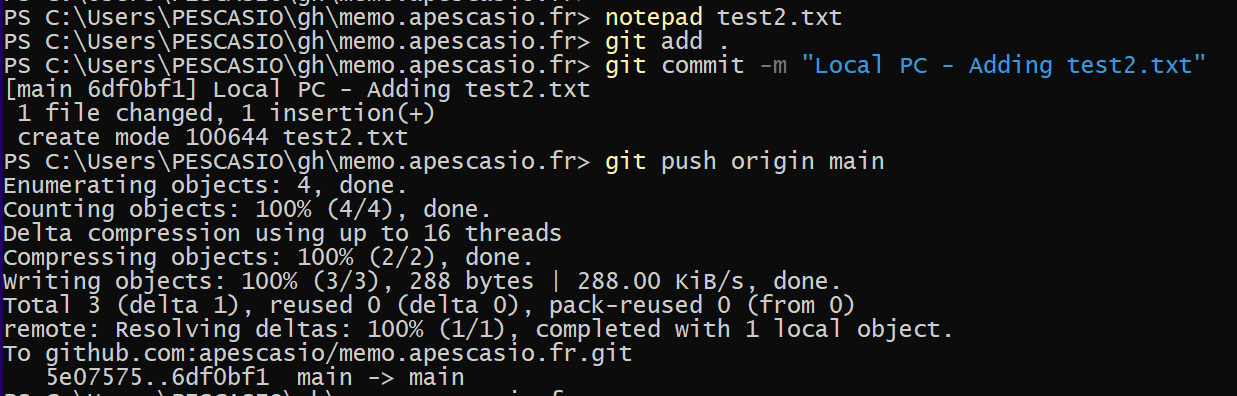 PS C:\Users\PESCASIO\gh\memo.apescasio.fr> notepad test2.txt
PS C:\Users\PESCASIO\gh\memo.apescasio.fr> git add .
PS C:\Users\PESCASIO\gh\memo.apescasio.fr> git commit -m "Local PC - Adding test2.txt"
[main 6df0bf1] Local PC - Adding test2.txt
 1 file changed, 1 insertion(+)
 create mode 100644 test2.txt
PS C:\Users\PESCASIO\gh\memo.apescasio.fr> git push origin main
Enumerating objects: 4, done.
Counting objects: 100% (4/4), done.
Delta compression using up to 16 threads
Compressing objects: 100% (2/2), done.
Writing objects: 100% (3/3), 288 bytes | 288.00 KiB/s, done.
Total 3 (delta 1), reused 0 (delta 0), pack-reused 0 (from 0)
remote: Resolving deltas: 100% (1/1), completed with 1 local object.
To github.com:apescasio/memo.apescasio.fr.git
   5e07575..6df0bf1  main -> main